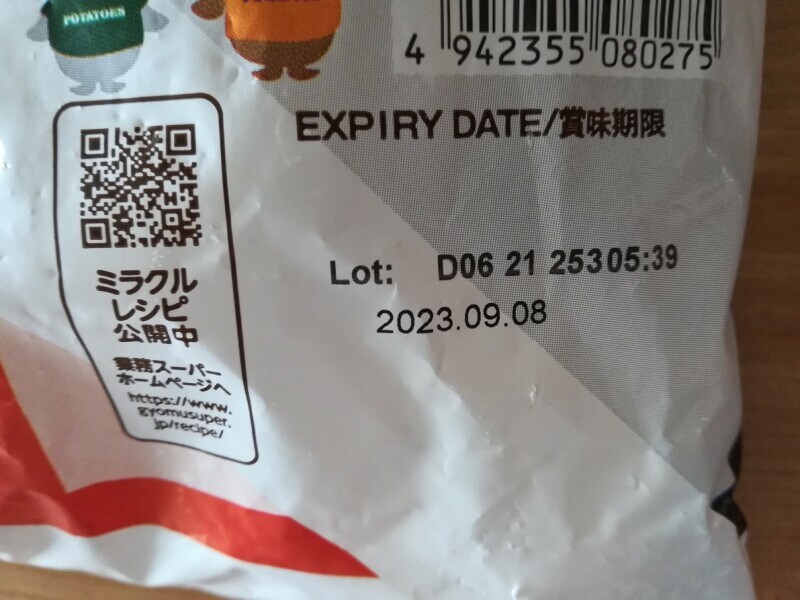 POTATOES
4 942355 080275
EXPIRY DATE/賞味期限
Lot: D06 21 25305:39
2023.09.08
ミラクル
レシピ
公開中
業務スーパー
ホームページへ
https://www.
gyomusuper.
jp/recipe/